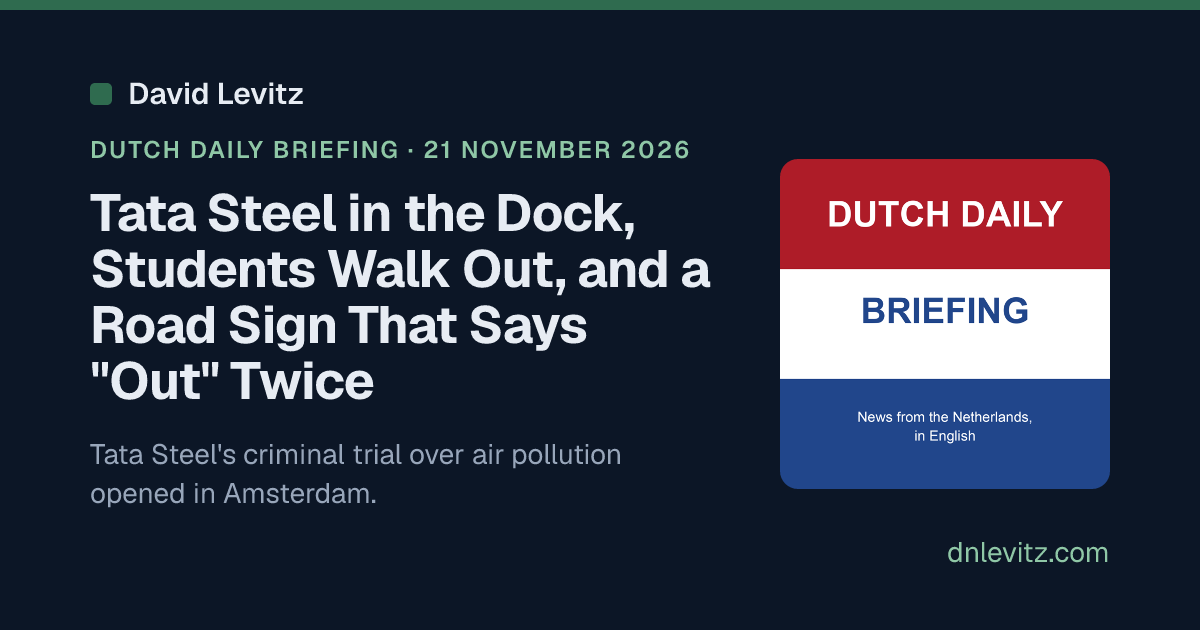 David Levitz
DUTCH DAILY BRIEFING · 21 NOVEMBER 2026
Tata Steel in the Dock,
Students Walk Out, and a
Road Sign That Says
"Out" Twice
Tata Steel's criminal trial over air pollution
opened in Amsterdam.
DUTCH DAILY
BRIEFING
News from the Netherlands,
in English
dnlevitz.com